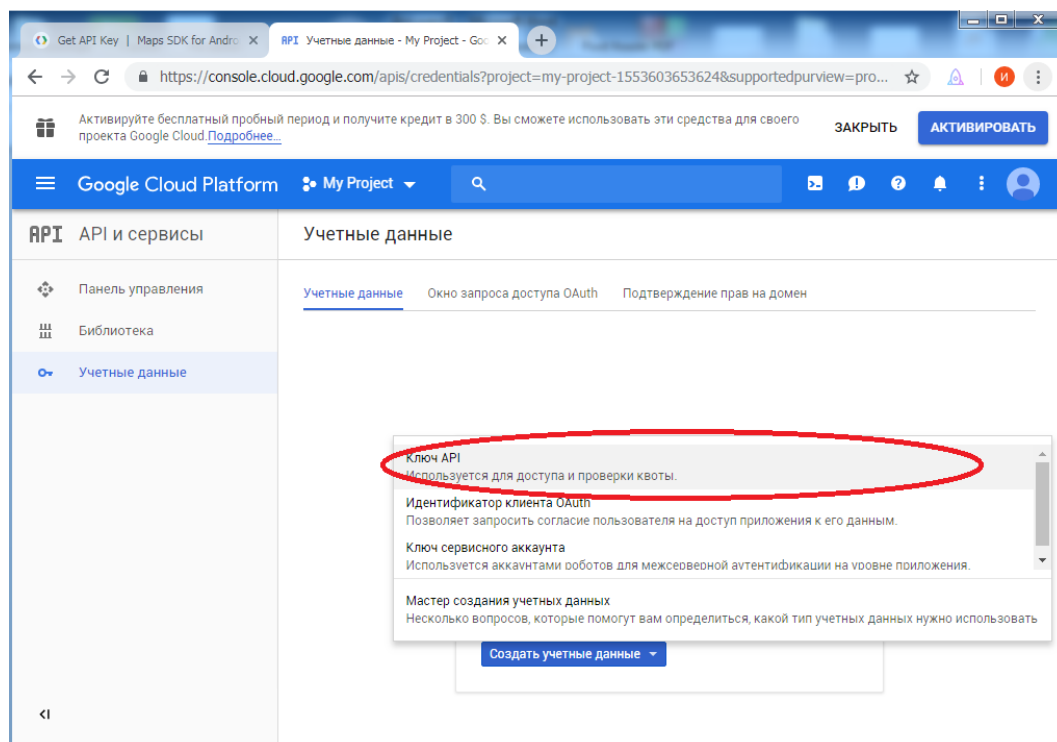 Get API Key | Maps SDK for Andro
API Учетные данные - My Project - Goo
https://console.cloud.google.com/apis/credentials?project=my-project-1553603653624&supportedpurview=pro...
И
Активируйте бесплатный пробный период и получите кредит в 300 $. Вы сможете использовать эти средства для своего
проекта Google Cloud.Подробнее...
ЗАКРЫТЬ
АКТИВИРОВАТЬ
Google Cloud Platform
My Project
API API и сервисы
Учетные данные
Панель управления
Библиотека
Учетные данные
Учетные данные Окно запроса доступа OAuth Подтверждение прав на домен
Ключ API
Используется для доступа и проверки квоты.
Идентификатор клиента OAuth
Позволяет запросить согласие пользователя на доступ приложения к его данным.
Ключ сервисного аккаунта
Используется аккаунтами роботов для межсерверной аутентификации на уровне приложения.
Мастер создания учетных данных
Несколько вопросов, которые помогут вам определиться, какой тип учетных данных нужно использовать
Создать учетные данные